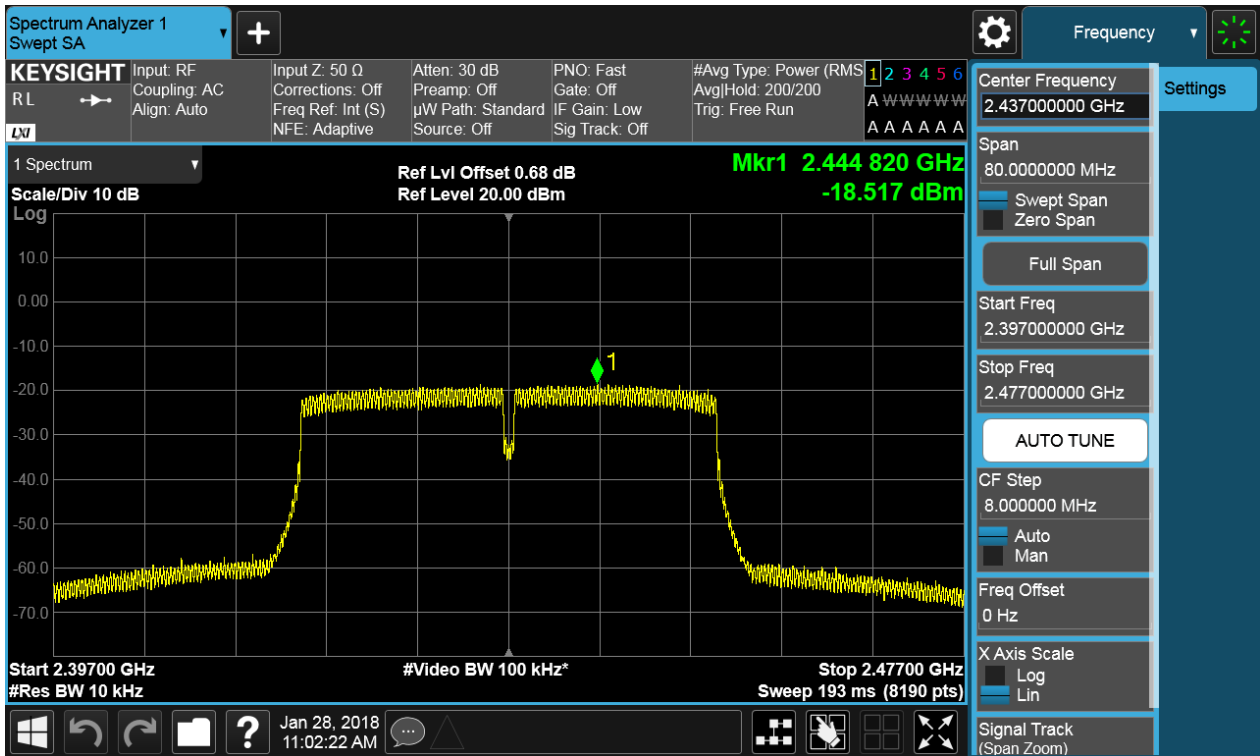 Spectrum Analyzer 1
Swept SA
+
Frequency
KEYSIGHT
R L
LXI
Input: RF
Coupling: AC
Align: Auto
Input Z: 50 Ω
Corrections: Off
Freq Ref: Int (S)
NFE: Adaptive
Atten: 30 dB
Preamp: Off
µW Path: Standard
Source: Off
PNO: Fast
Gate: Off
IF Gain: Low
Sig Track: Off
#Avg Type: Power (RMS
Avg|Hold: 200/200
Trig: Free Run
1 2 3 4 5 6
A W W W W W
A A A A A A
1 Spectrum
Scale/Div 10 dB
Log
Ref Lvl Offset 0.68 dB
Ref Level 20.00 dBm
Mkr1 2.444 820 GHz
-18.517 dBm
10.0
0.00
-10.0
-20.0
-30.0
-40.0
-50.0
-60.0
-70.0
1
Start 2.39700 GHz
#Res BW 10 kHz
#Video BW 100 kHz*
Stop 2.47700 GHz
Sweep 193 ms (8190 pts)
Center Frequency
2.437000000 GHz
Span
80.0000000 MHz
Swept Span
Zero Span
Full Span
Start Freq
2.397000000 GHz
Stop Freq
2.477000000 GHz
AUTO TUNE
CF Step
8.000000 MHz
Auto
Man
Freq Offset
0 Hz
X Axis Scale
Log
Lin
Signal Track
(Span Zoom)
Settings
?
Jan 28, 2018
11:02:22 AM